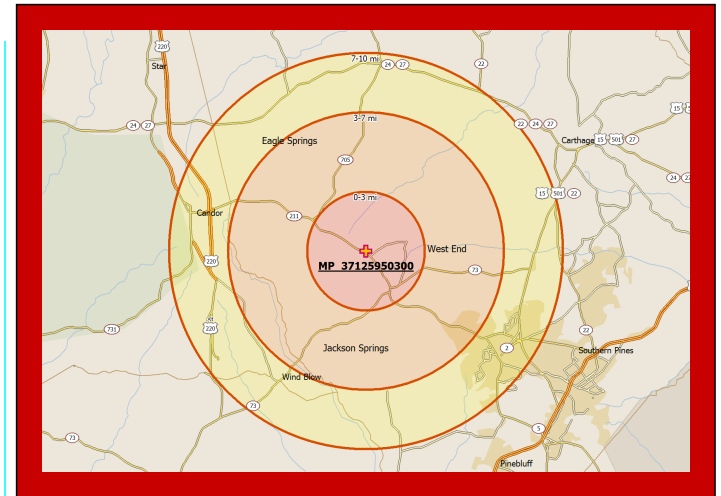 220
7-10 mi
Star
24 27
22
15
3-7 mi
24 27
22 24 27
Eagle Springs
Carthage 15 501 27
705
24 27
0-3 mi
15 501 22
Candor
211
West End
220
MP 37125950300
73
220
731
22
Jackson Springs
2
Southern Pines
Wind Blow
73
5
73
Pinebluff